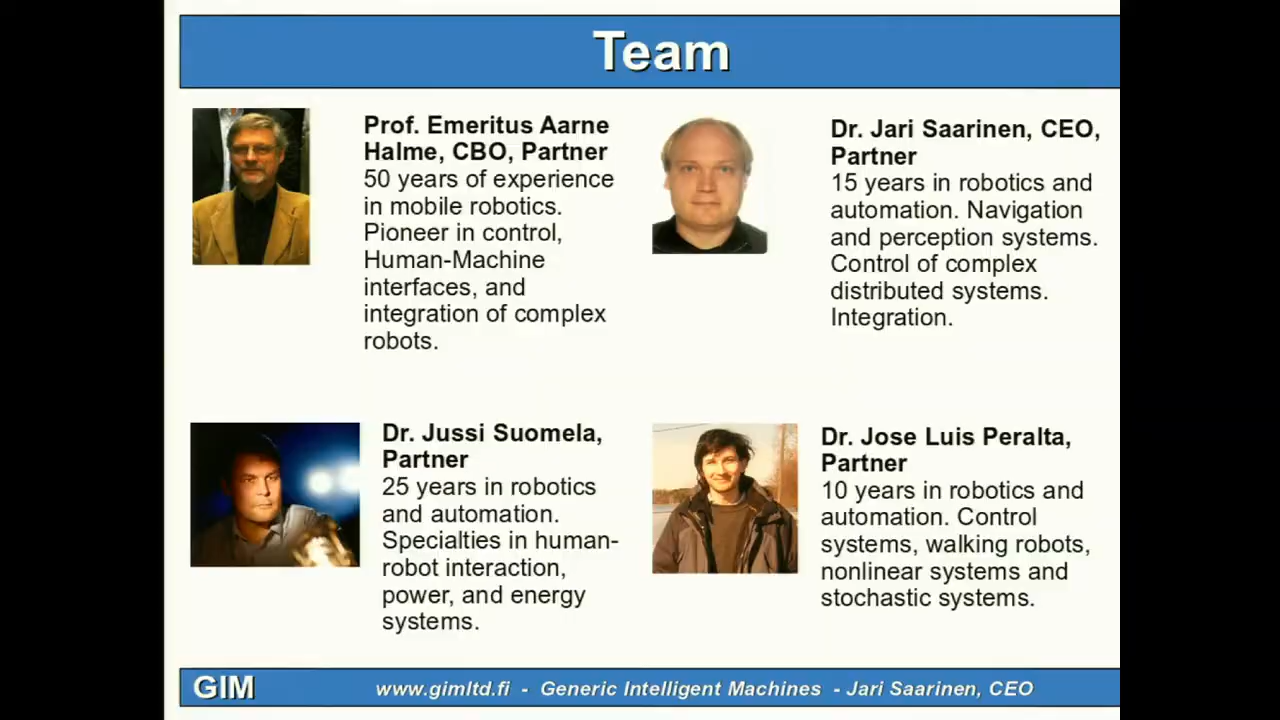 Team
Prof. Emeritus Aarne
Halme, CBO, Partner
50 years of experience
in mobile robotics.
Pioneer in control,
Human-Machine
interfaces, and
integration of complex
robots.
Dr. Jari Saarinen, CEO,
Partner
15 years in robotics and
automation. Navigation
and perception systems.
Control of complex
distributed systems.
Integration.
Dr. Jussi Suomela,
Partner
25 years in robotics
and automation.
Specialties in human-
robot interaction,
power, and energy
systems.
Dr. Jose Luis Peralta,
Partner
10 years in robotics and
automation. Control
systems, walking robots,
nonlinear systems and
stochastic systems.
GIM www.gimltd.fi - Generic Intelligent Machines - Jari Saarinen, CEO